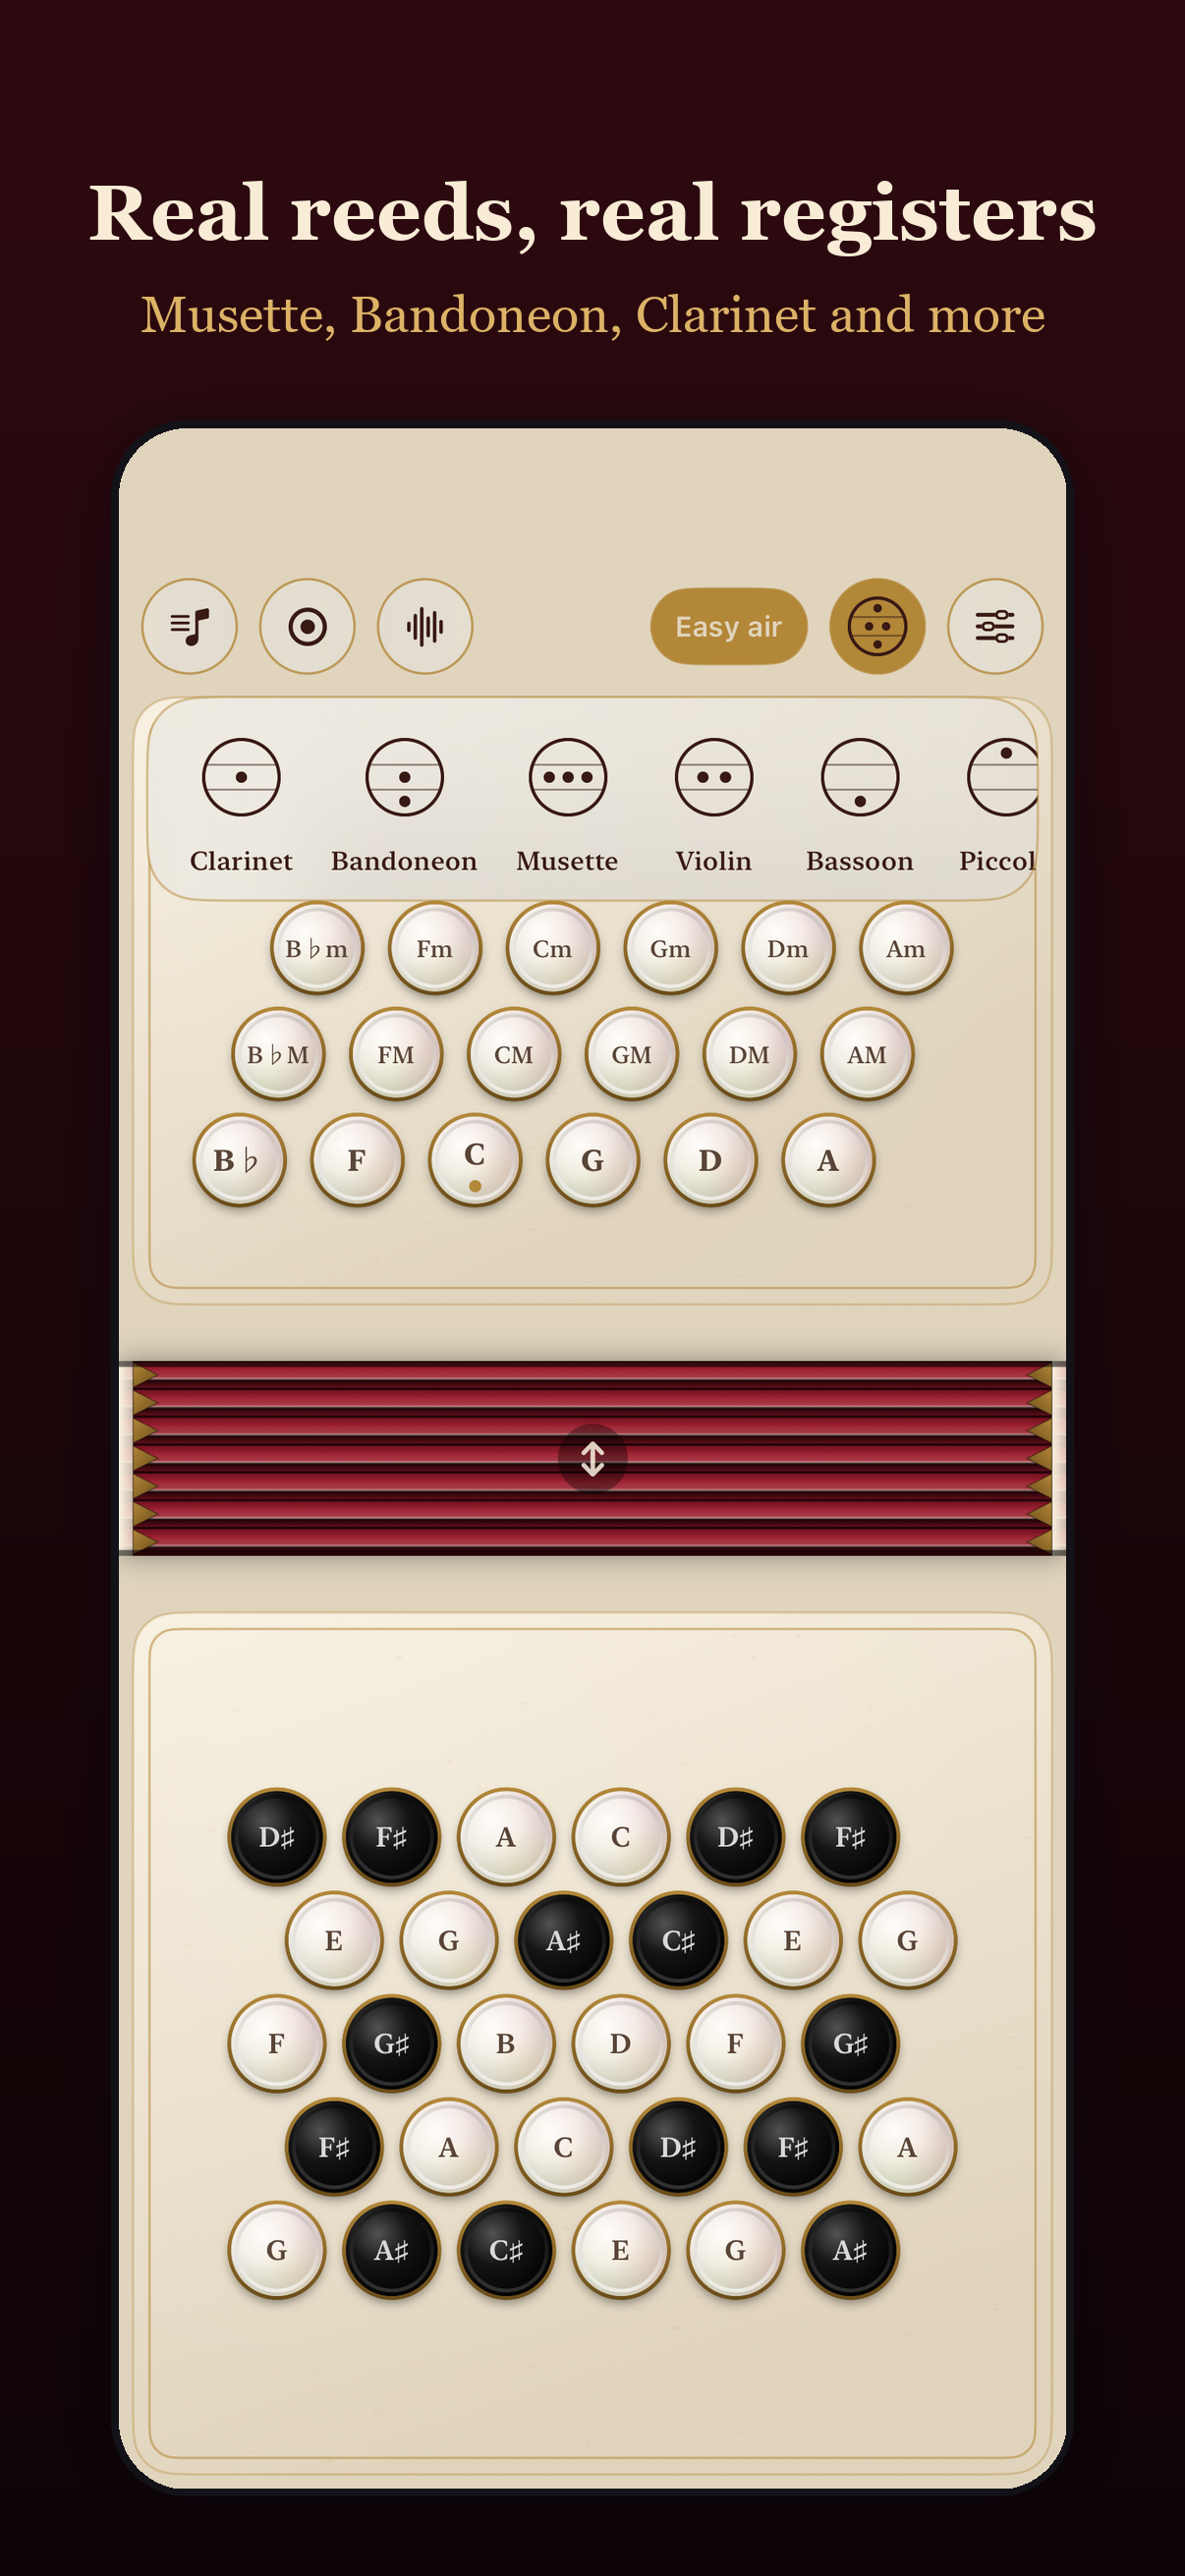 Real reeds, real registers
Musette, Bandoneon, Clarinet and more
Easy air
Clarinet Bandoneon Musette Violin Bassoon Piccol
B♭m Fm Cm Gm Dm Am
B♭M FM CM GM DM AM
B♭ F C G D A
D♯ F♯ A C D♯ F♯
E G A♯ C♯ E G
F G♯ B D F G♯
F♯ A C D♯ F♯ A
G A♯ C♯ E G A♯